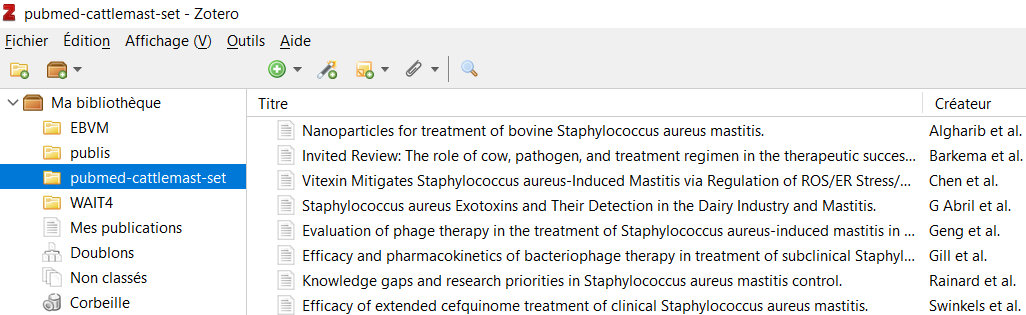 Z pubmed-cattlemast-set - Zotero
Fichier Édition Affichage (V) Outils Aide
Ma bibliothèque
EBVM
publis
pubmed-cattlemast-set
WAIT4
Mes publications
Doublons
Non classés
Corbeille
Titre Créateur
Nanoparticles for treatment of bovine Staphylococcus aureus mastitis. Algharib et al.
Invited Review: The role of cow, pathogen, and treatment regimen in the therapeutic succes... Barkema et al.
Vitexin Mitigates Staphylococcus aureus-Induced Mastitis via Regulation of ROS/ER Stress/... Chen et al.
Staphylococcus aureus Exotoxins and Their Detection in the Dairy Industry and Mastitis. G Abril et al.
Evaluation of phage therapy in the treatment of Staphylococcus aureus-induced mastitis in ... Geng et al.
Efficacy and pharmacokinetics of bacteriophage therapy in treatment of subclinical Staphyl... Gill et al.
Knowledge gaps and research priorities in Staphylococcus aureus mastitis control. Rainard et al.
Efficacy of extended cefquinome treatment of clinical Staphylococcus aureus mastitis. Swinkels et al.